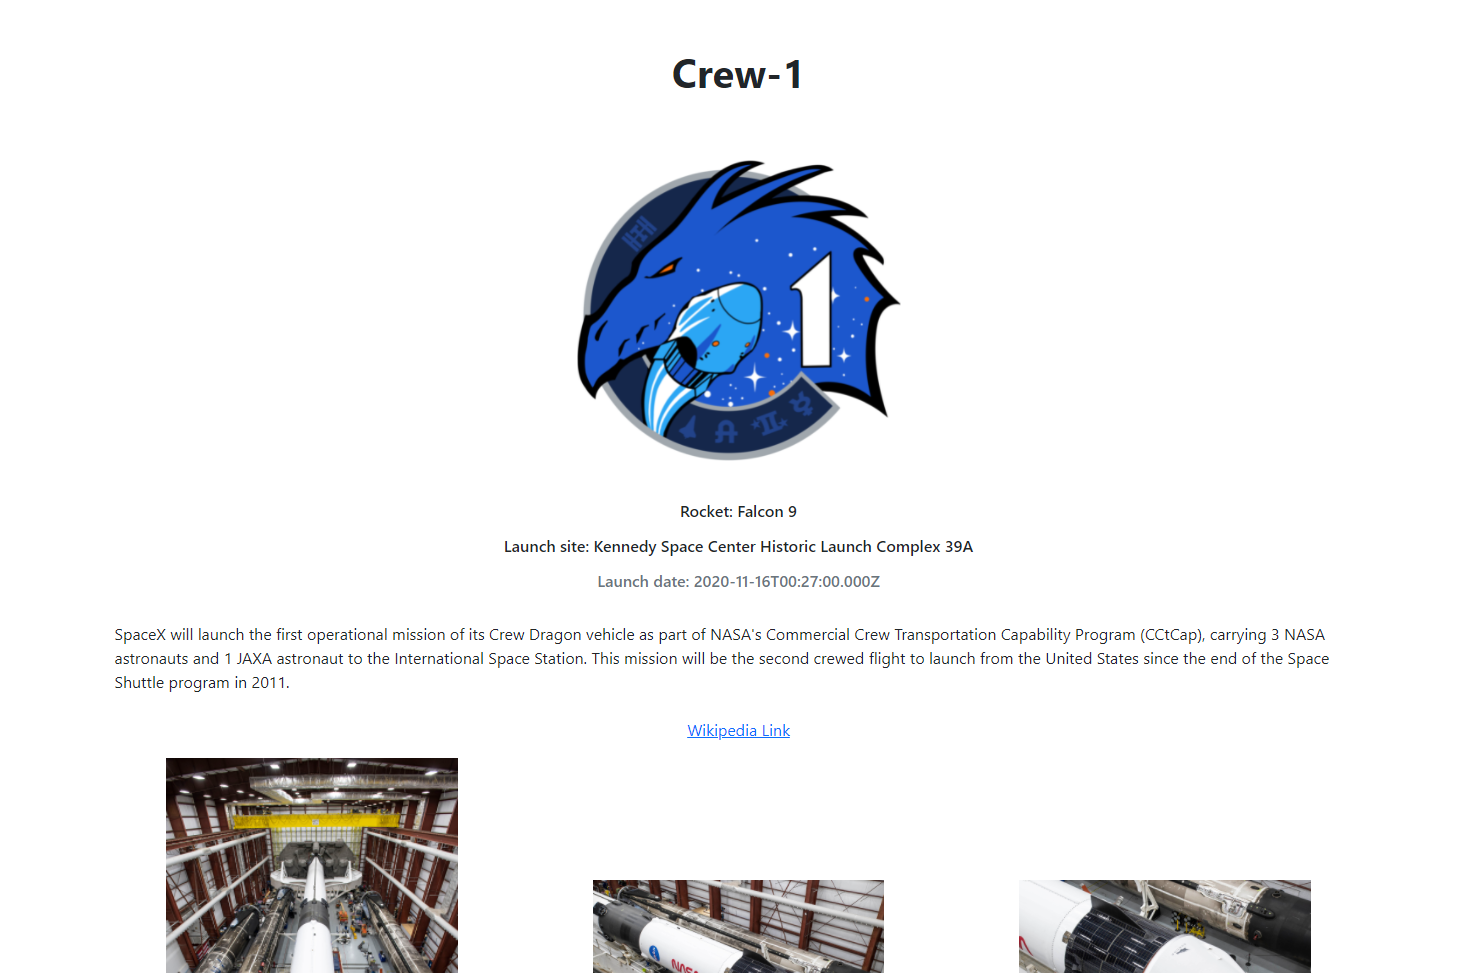 Crew-1
1
Rocket: Falcon 9
Launch site: Kennedy Space Center Historic Launch Complex 39A
Launch date: 2020-11-16T00:27:00.000Z
SpaceX will launch the first operational mission of its Crew Dragon vehicle as part of NASA's Commercial Crew Transportation Capability Program (CCtCap), carrying 3 NASA
astronauts and 1 JAXA astronaut to the International Space Station. This mission will be the second crewed flight to launch from the United States since the end of the Space
Shuttle program in 2011.
Wikipedia Link
NASA